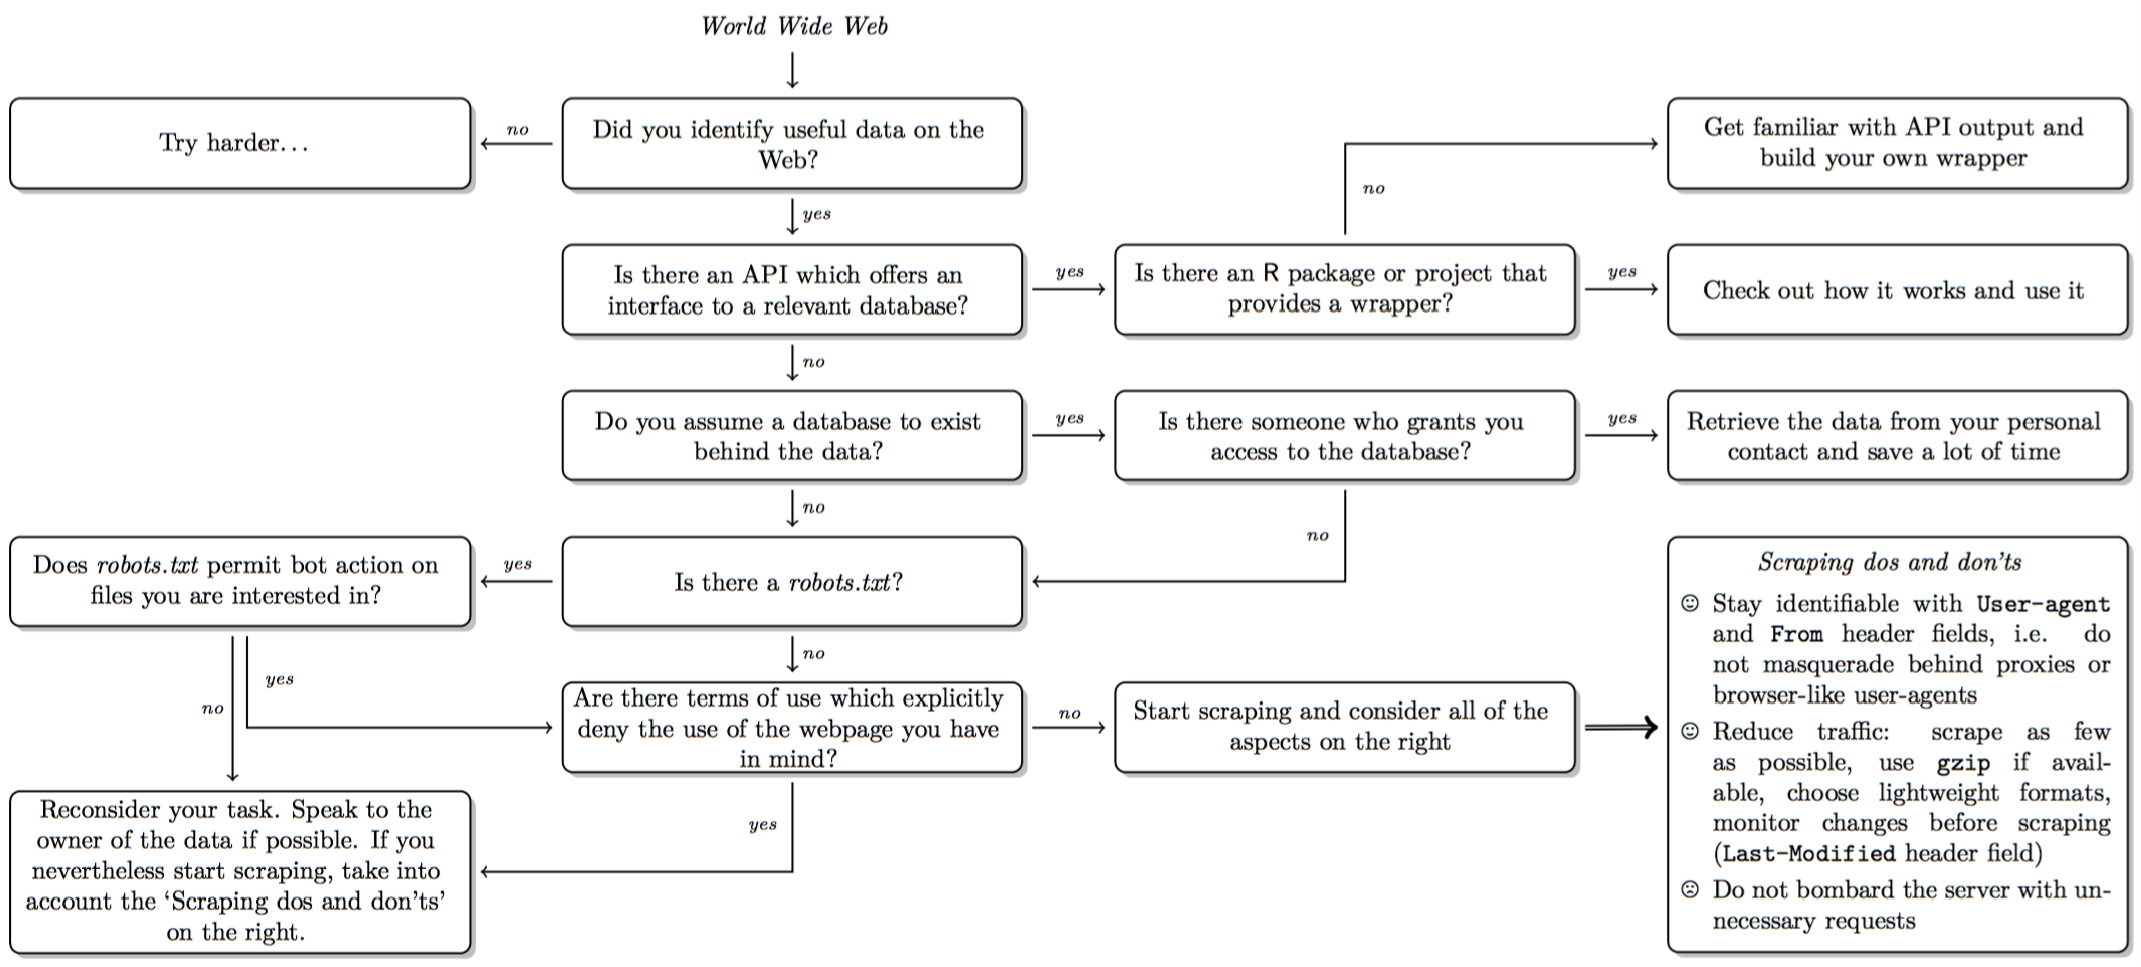 World Wide Web
Try harder...
no
Did you identify useful data on the
Web?
Get familiar with API output and
build your own wrapper
no
yes
Is there an API which offers an
interface to a relevant database?
yes
Is there an R package or project that
provides a wrapper?
yes
Check out how it works and use it
no
Do you assume a database to exist
behind the data?
yes
Is there someone who grants you
access to the database?
yes
Retrieve the data from your personal
contact and save a lot of time
no
no
Does robots.txt permit bot action on
files you are interested in?
yes
Is there a robots.txt?
no
yes
no
Are there terms of use which explicitly
deny the use of the webpage you have
in mind?
no
Start scraping and consider all of the
aspects on the right
yes
Reconsider your task. Speak to the
owner of the data if possible. If you
nevertheless start scraping, take into
account the ‘Scraping dos and don’ts’
on the right.
Scraping dos and don’ts
☺ Stay identifiable with User-agent
and From header fields, i.e. do
not masquerade behind proxies or
browser-like user-agents
☺ Reduce traffic: scrape as few
as possible, use gzip if avail-
able, choose lightweight formats,
monitor changes before scraping
(Last-Modified header field)
☹ Do not bombard the server with un-
necessary requests